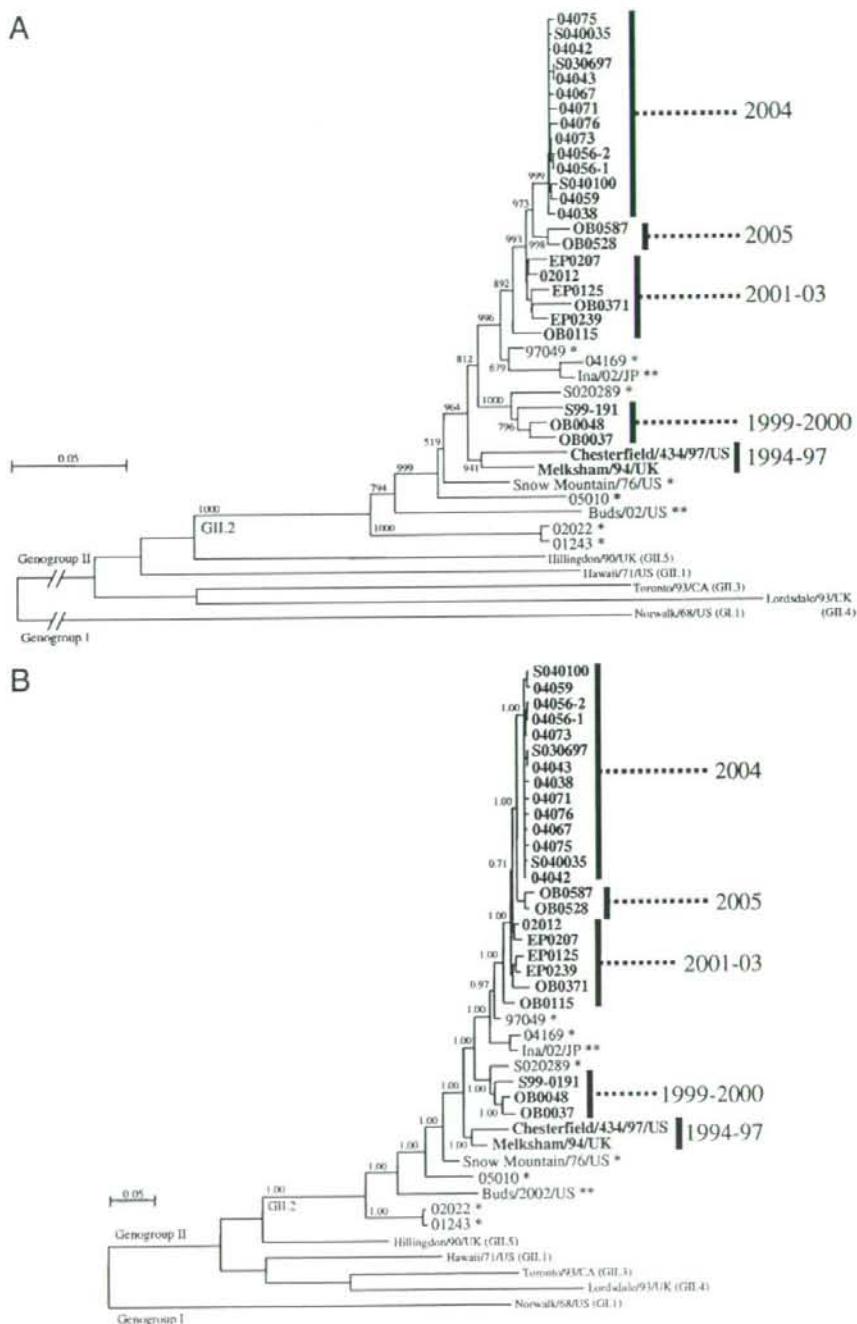 A
04075
S040035
04042
S030697
04043
04067
04071
04076
04073
04056-2
04056-1
S040100
04059
04038
2004
999
973
OB0587
OB0528
2005
998
993
EP0207
02012
EP0125
OB0371
EP0239
OB0115
2001-03
892
996
97049 *
04169 *
Ina/02/JP **
679
812
S020289 *
S99-191
OB0048
OB0037
1999-2000
1000
796
964
Chesterfield/434/97/US
Melksham/94/UK
1994-97
941
519
Snow Mountain/76/US *
999
05010 *
794
Buds/02/US **
0.05
1000
GII.2
02022 *
01243 *
1000
Hillingdon/90/UK (GII.5)
Genogroup II
Hawaii/71/US (GII.1)
Toronto/93/CA (GII.3)
Lordsdale/93/UK
(GII.4)
Norwalk/68/US (GI.1)
Genogroup I
B
S040100
04059
04056-2
04056-1
04073
S030697
04043
04038
04071
04076
04067
04075
S040035
04042
2004
1.00
1.00
0.71
OB0587
OB0528
2005
1.00
02012
EP0207
EP0125
EP0239
OB0371
OB0115
2001-03
1.00
0.97
97049 *
04169 *
Ina/02/JP **
1.00
S020289 *
S99-0191
OB0048
OB0037
1999-2000
1.00
1.00
1.00
Chesterfield/434/97/US
Melksham/94/UK
1994-97
1.00
1.00
Snow Mountain/76/US *
1.00
05010 *
1.00
Buds/2002/US **
0.05
1.00
GII.2
02022 *
01243 *
1.00
Genogroup II
Hillingdon/90/UK (GII.5)
Hawaii/71/US (GII.1)
Toronto/93/CA (GII.3)
Lordsdale/93/UK (GII.4)
Norwalk/68/US (GI.1)
Genogroup I